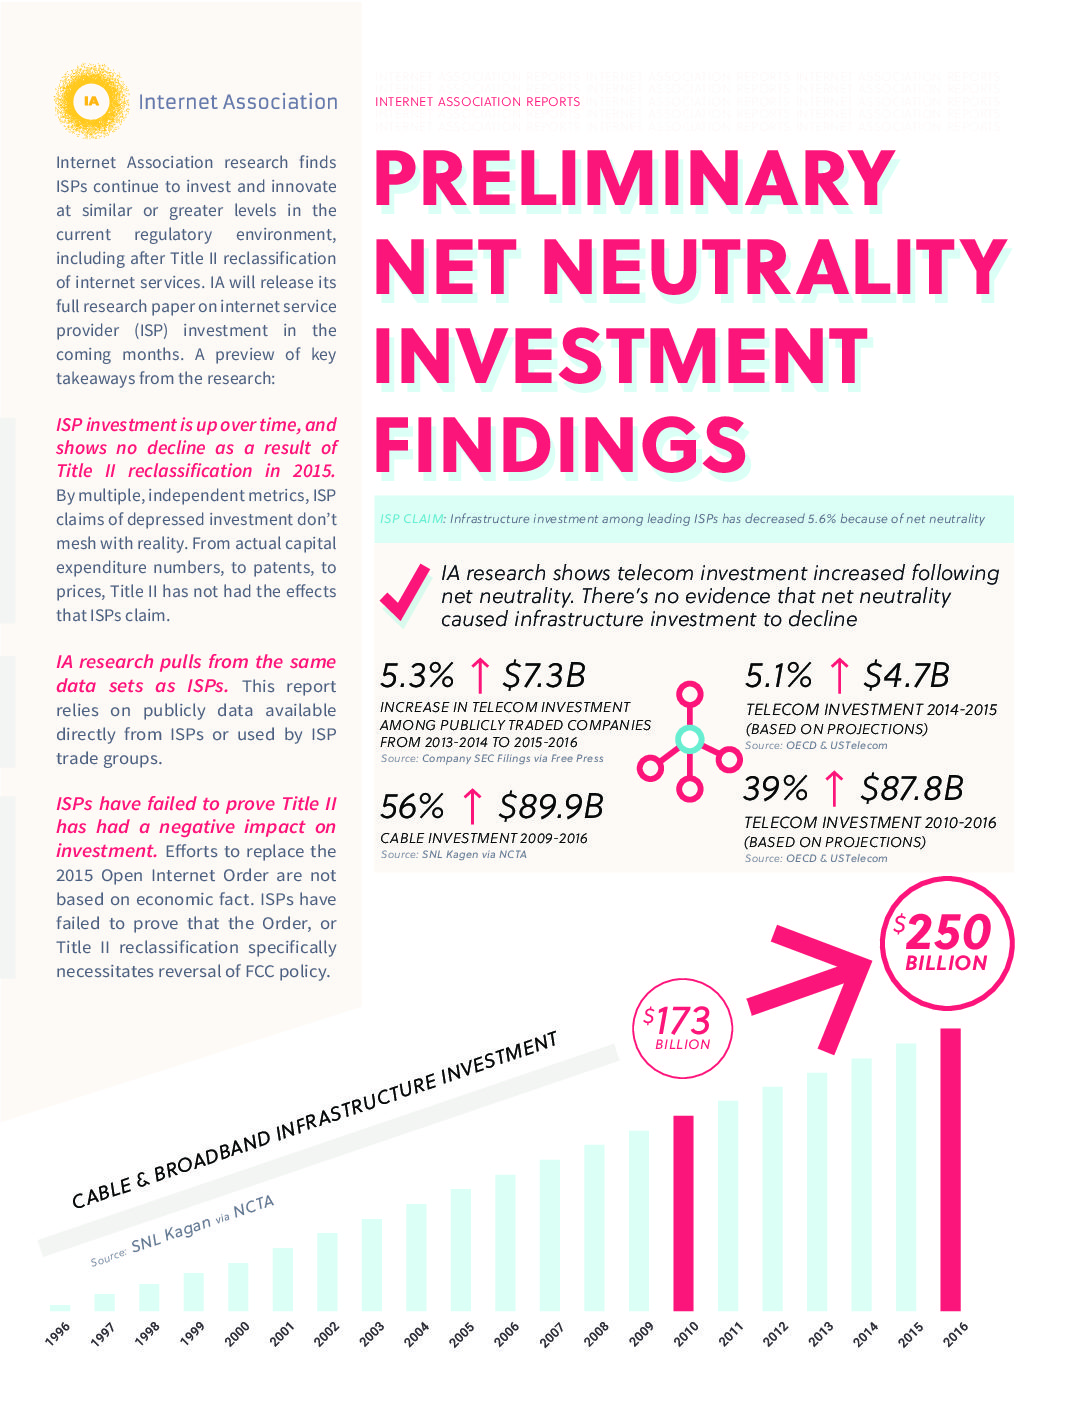 IA
Internet Association
Internet Association research finds
ISPs continue to invest and innovate
at similar or greater levels in the
current regulatory environment,
including after Title II reclassification
of internet services. IA will release its
full research paper on internet service
provider (ISP) investment in the
coming months. A preview of key
takeaways from the research:
ISP investment is up over time, and
shows no decline as a result of
Title II reclassification in 2015.
By multiple, independent metrics, ISP
claims of depressed investment don't
mesh with reality. From actual capital
expenditure numbers, to patents, to
prices, Title II has not had the effects
that ISPs claim.
IA research pulls from the same
data sets as ISPs. This report
relies on publicly data available
directly from ISPs or used by ISP
trade groups.
ISPs have failed to prove Title II
has had a negative impact on
investment. Efforts to replace the
2015 Open Internet Order are not
based on economic fact. ISPs have
failed to prove that the Order, or
Title II reclassification specifically
necessitates reversal of FCC policy.
INTERNET ASSOCIATION REPORTS
PRELIMINARY
NET NEUTRALITY
INVESTMENT
FINDINGS
ISP CLAIM: Infrastructure investment among leading ISPs has decreased 5.6% because of net neutrality
IA research shows telecom investment increased following
net neutrality. There's no evidence that net neutrality
caused infrastructure investment to decline
5.3% ↑ $7.3B
INCREASE IN TELECOM INVESTMENT
AMONG PUBLICLY TRADED COMPANIES
FROM 2013-2014 TO 2015-2016
Source: Company SEC Filings via Free Press
56% ↑ $89.9B
CABLE INVESTMENT 2009-2016
Source: SNL Kagen via NCTA
5.1% ↑ $4.7B
TELECOM INVESTMENT 2014-2015
(BASED ON PROJECTIONS)
Source: OECD & USTelecom
39% ↑ $87.8B
TELECOM INVESTMENT 2010-2016
(BASED ON PROJECTIONS)
Source: OECD & USTelecom
$250
BILLION
$173
BILLION
CABLE & BROADBAND INFRASTRUCTURE INVESTMENT
Source: SNL Kagan via NCTA
1996 1997 1998 1999 2000 2001 2002 2003 2004 2005 2006 2007 2008 2009 2010 2011 2012 2013 2014 2015 2016